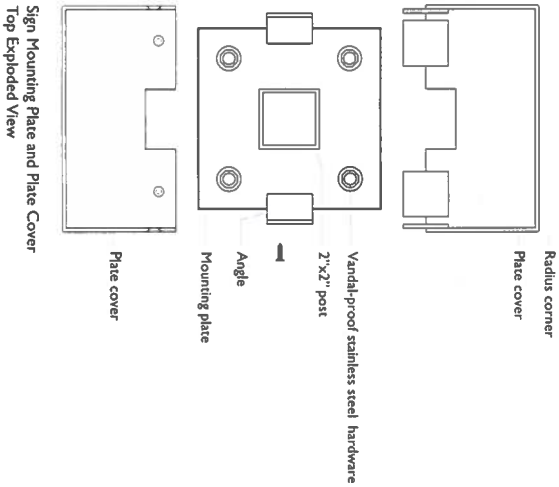 Radius corner
Plate cover
Vandal-proof stainless steel hardware
2"x2" post
Angle
Mounting plate
Plate cover
Sign Mounting Plate and Plate Cover
Top Exploded View